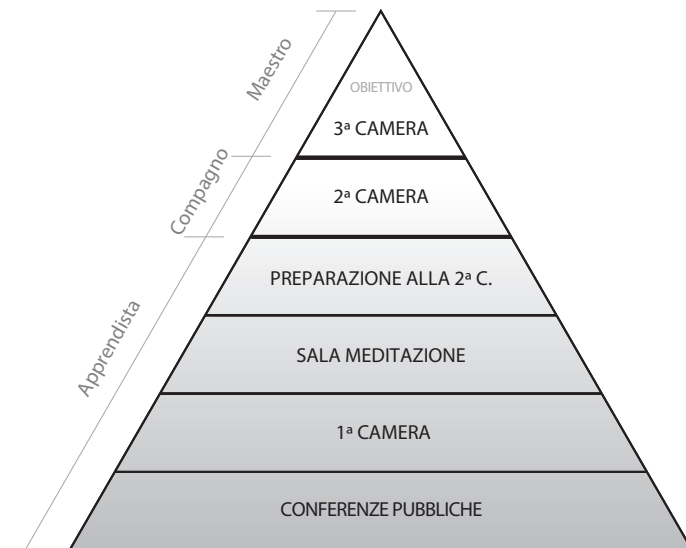 Maestro
OBIETTIVO
3ª CAMERA
Compagno
2ª CAMERA
Apprendista
PREPARAZIONE ALLA 2ª C.
SALA MEDITAZIONE
1ª CAMERA
CONFERENZE PUBBLICHE